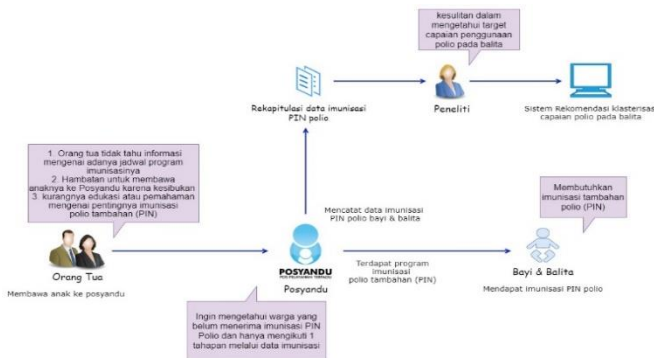 kesulitan dalam
mengetahui target
capaian penggunaan
polio pada balita
Rekapitulasi data imunisasi
PIN polio
Peneliti
Sistem Rekomendasi klasterisasi
capaian polio pada balita
1. Orang tua tidak tahu informasi
mengenai adanya jadwal program
imunisasinya
2. Hambatan untuk membawa
anaknya ke Posyandu karena kesibukan
3. kurangnya edukasi atau pemahaman
mengenai pentingnya imunisasi
polio tambahan (PIN)
Mencatat data imunisasi
PIN polio bayi & balita
Membutuhkan
imunisasi tambahan
polio (PIN)
Orang Tua
Membawa anak ke posyandu
POSYANDU
Posyandu
Terdapat program
imunisasi
polio tambahan (PIN)
Bayi & Balita
Mendapat imunisasi PIN polio
Ingin mengetahui warga yang
belum menerima imunisasi PIN
Polio dan hanya mengikuti 1
tahapan melalui data imunisasi